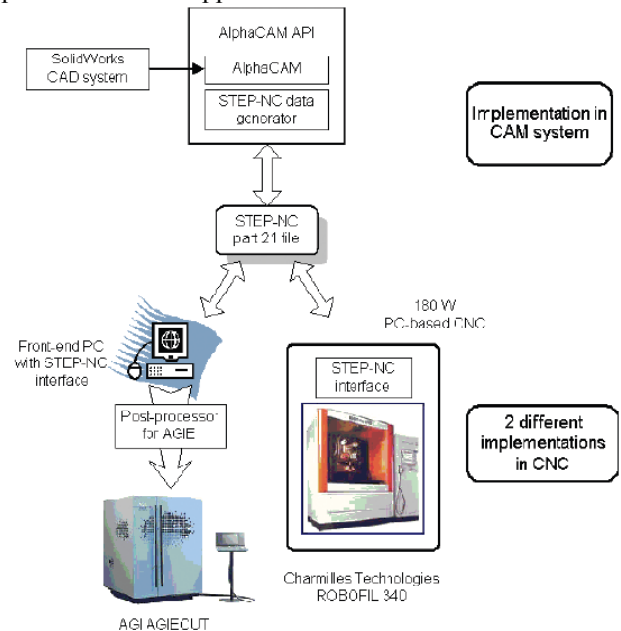 AlphaCAM API
SolidWorks
CAD system
AlphaCAM
STEP-NC data
generator
Implementation in
CAM system
STEP-NC
part 21 file
180 W
PC-based CNC
Front-end PC
with STEP-NC
interface
STEP-NC
interface
Post-processor
for AGIE
2 different
implementations
in CNC
Charmilles Technologies
ROBOFIL 340
AGI AGIECUT